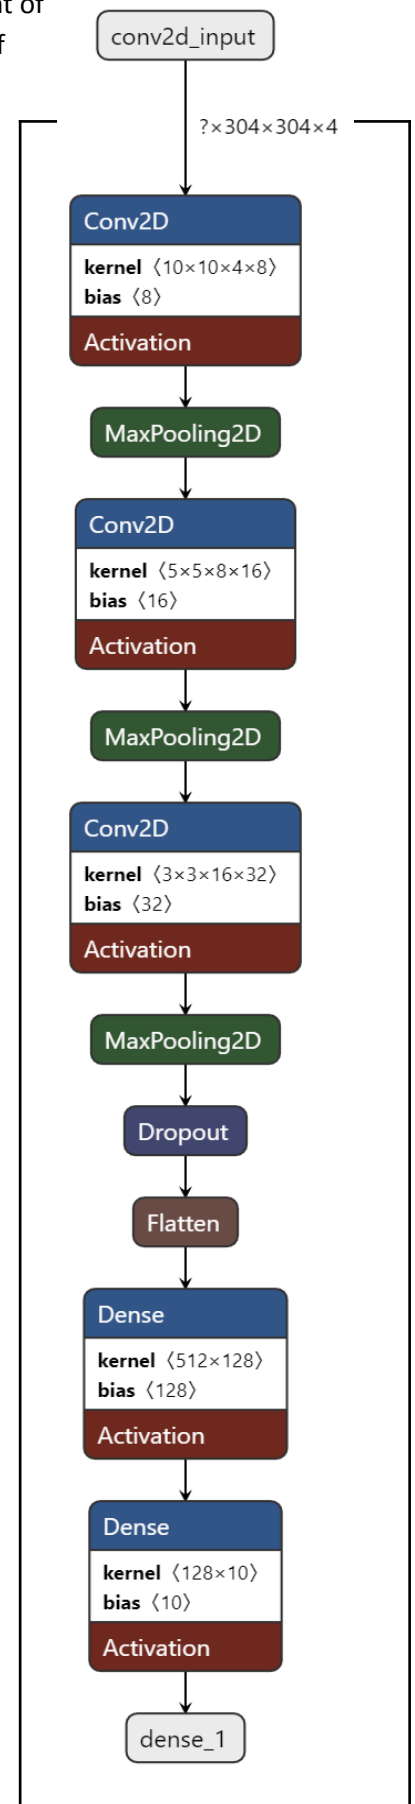 nt of
f
conv2d_input
?×304×304×4
Conv2D
kernel 〈10×10×4×8〉
bias 〈8〉
Activation
MaxPooling2D
Conv2D
kernel 〈5×5×8×16〉
bias 〈16〉
Activation
MaxPooling2D
Conv2D
kernel 〈3×3×16×32〉
bias 〈32〉
Activation
MaxPooling2D
Dropout
Flatten
Dense
kernel 〈512×128〉
bias 〈128〉
Activation
Dense
kernel 〈128×10〉
bias 〈10〉
Activation
dense_1